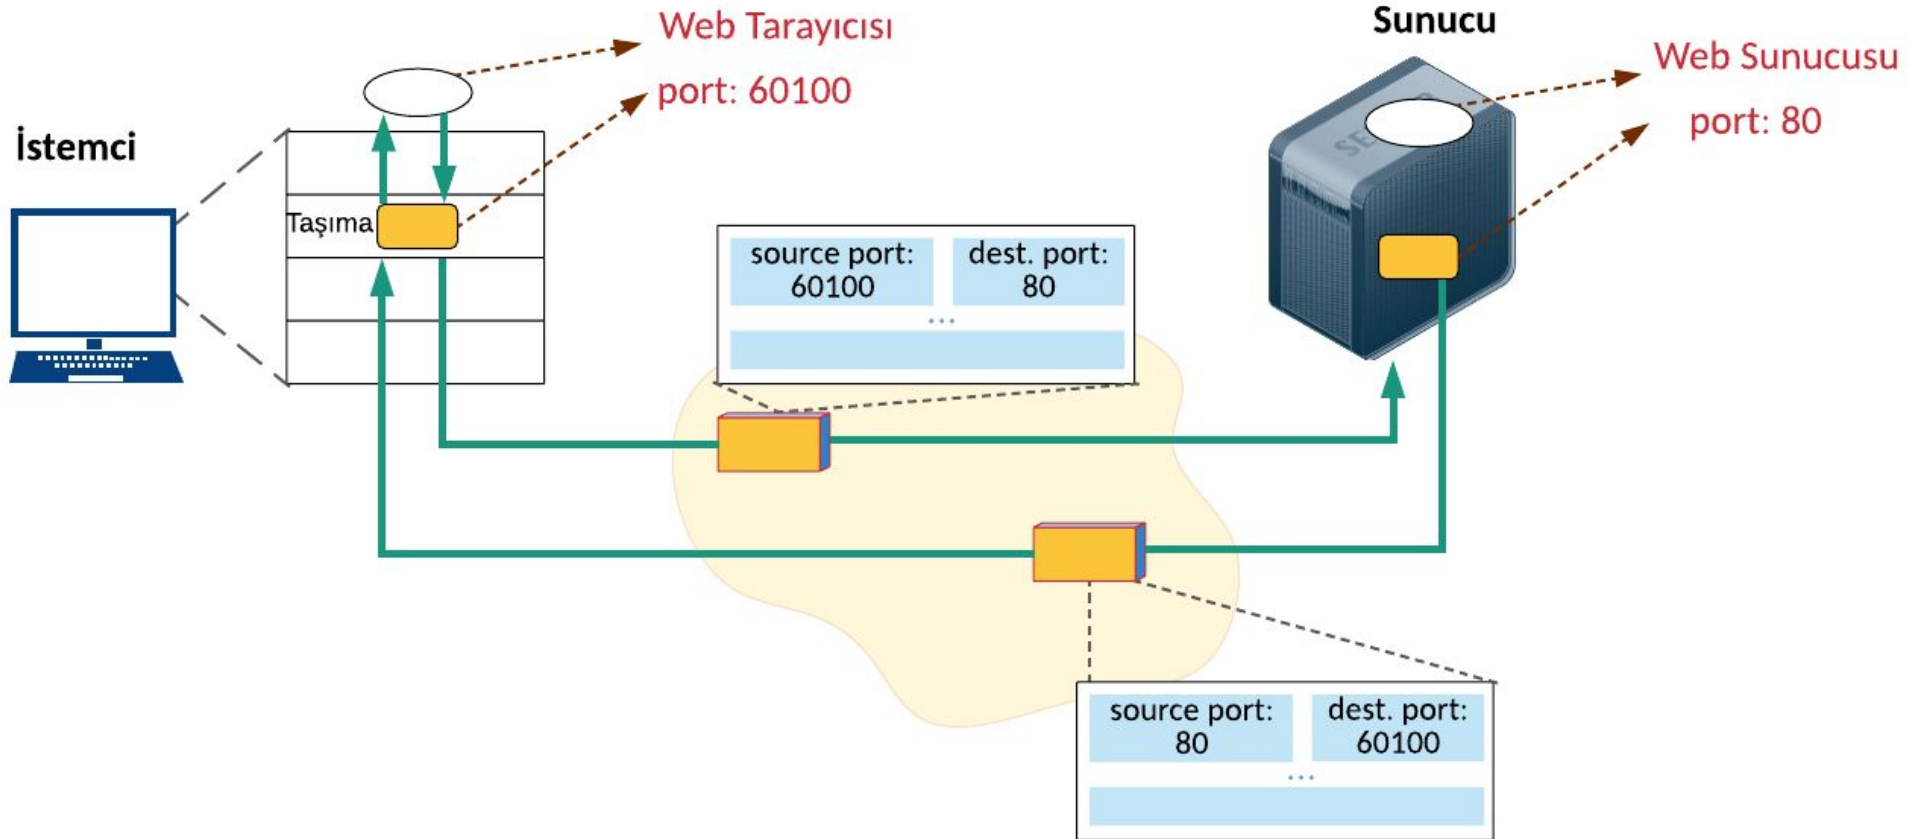 Web Tarayıcısı
port: 60100
Sunucu
Web Sunucusu
port: 80
İstemci
Taşıma
source port:
60100
dest. port:
80
...
source port:
80
dest. port:
60100
...